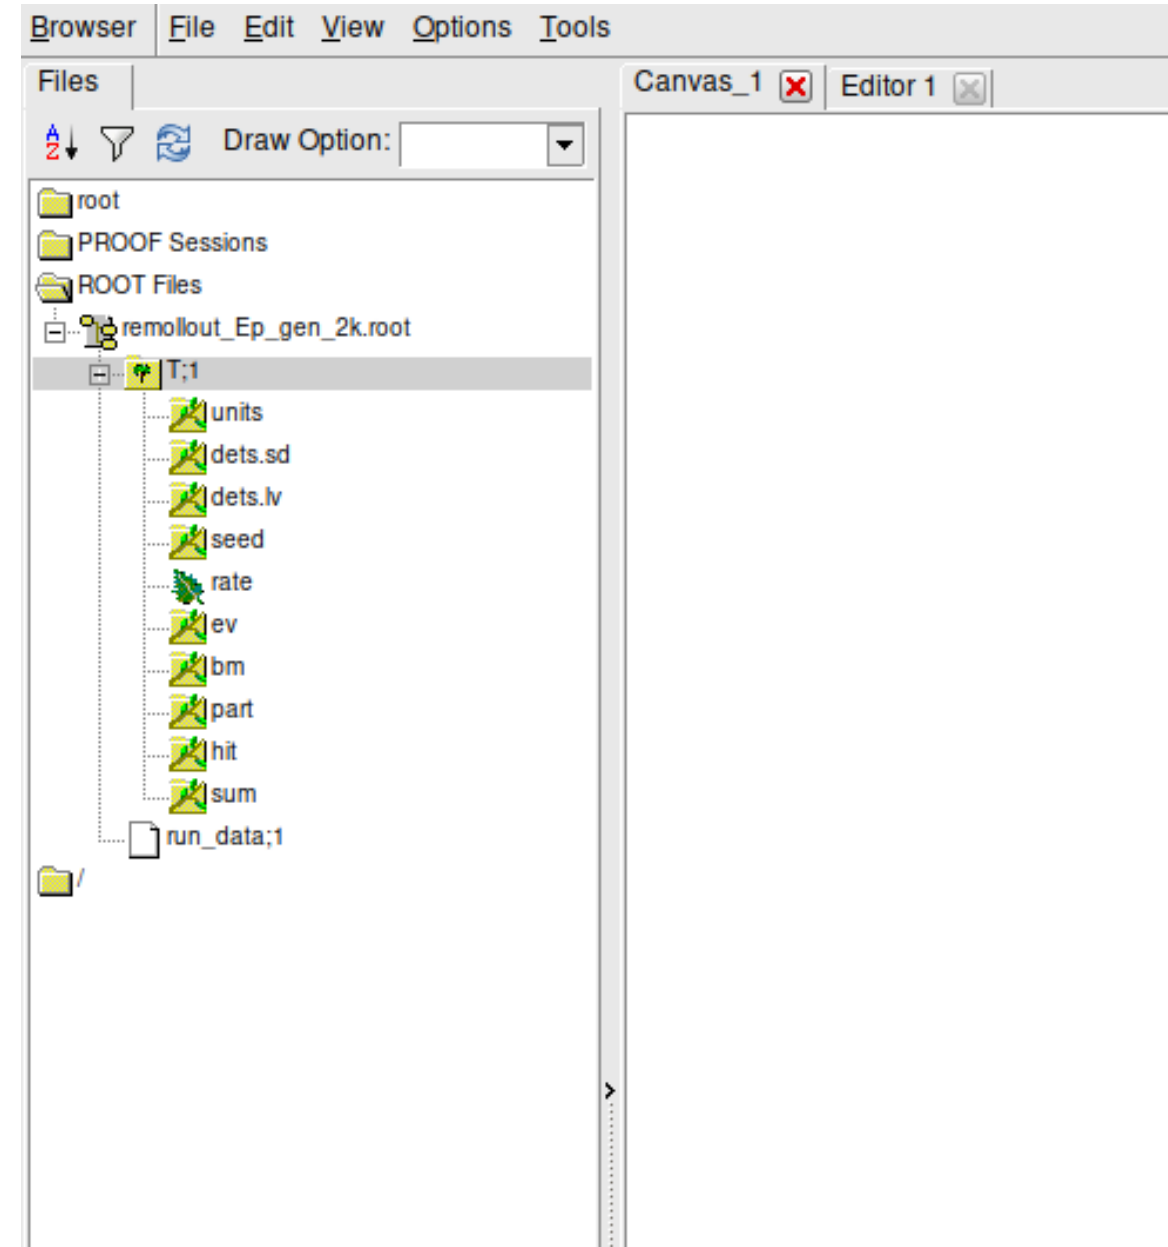 Browser File Edit View Options Tools
Files
Canvas_1 Editor 1
A Z Draw Option:
root
PROOF Sessions
ROOT Files
remollout_Ep_gen_2k.root
T;1
units
dets.sd
dets.lv
seed
rate
ev
bm
part
hit
sum
run_data;1
/